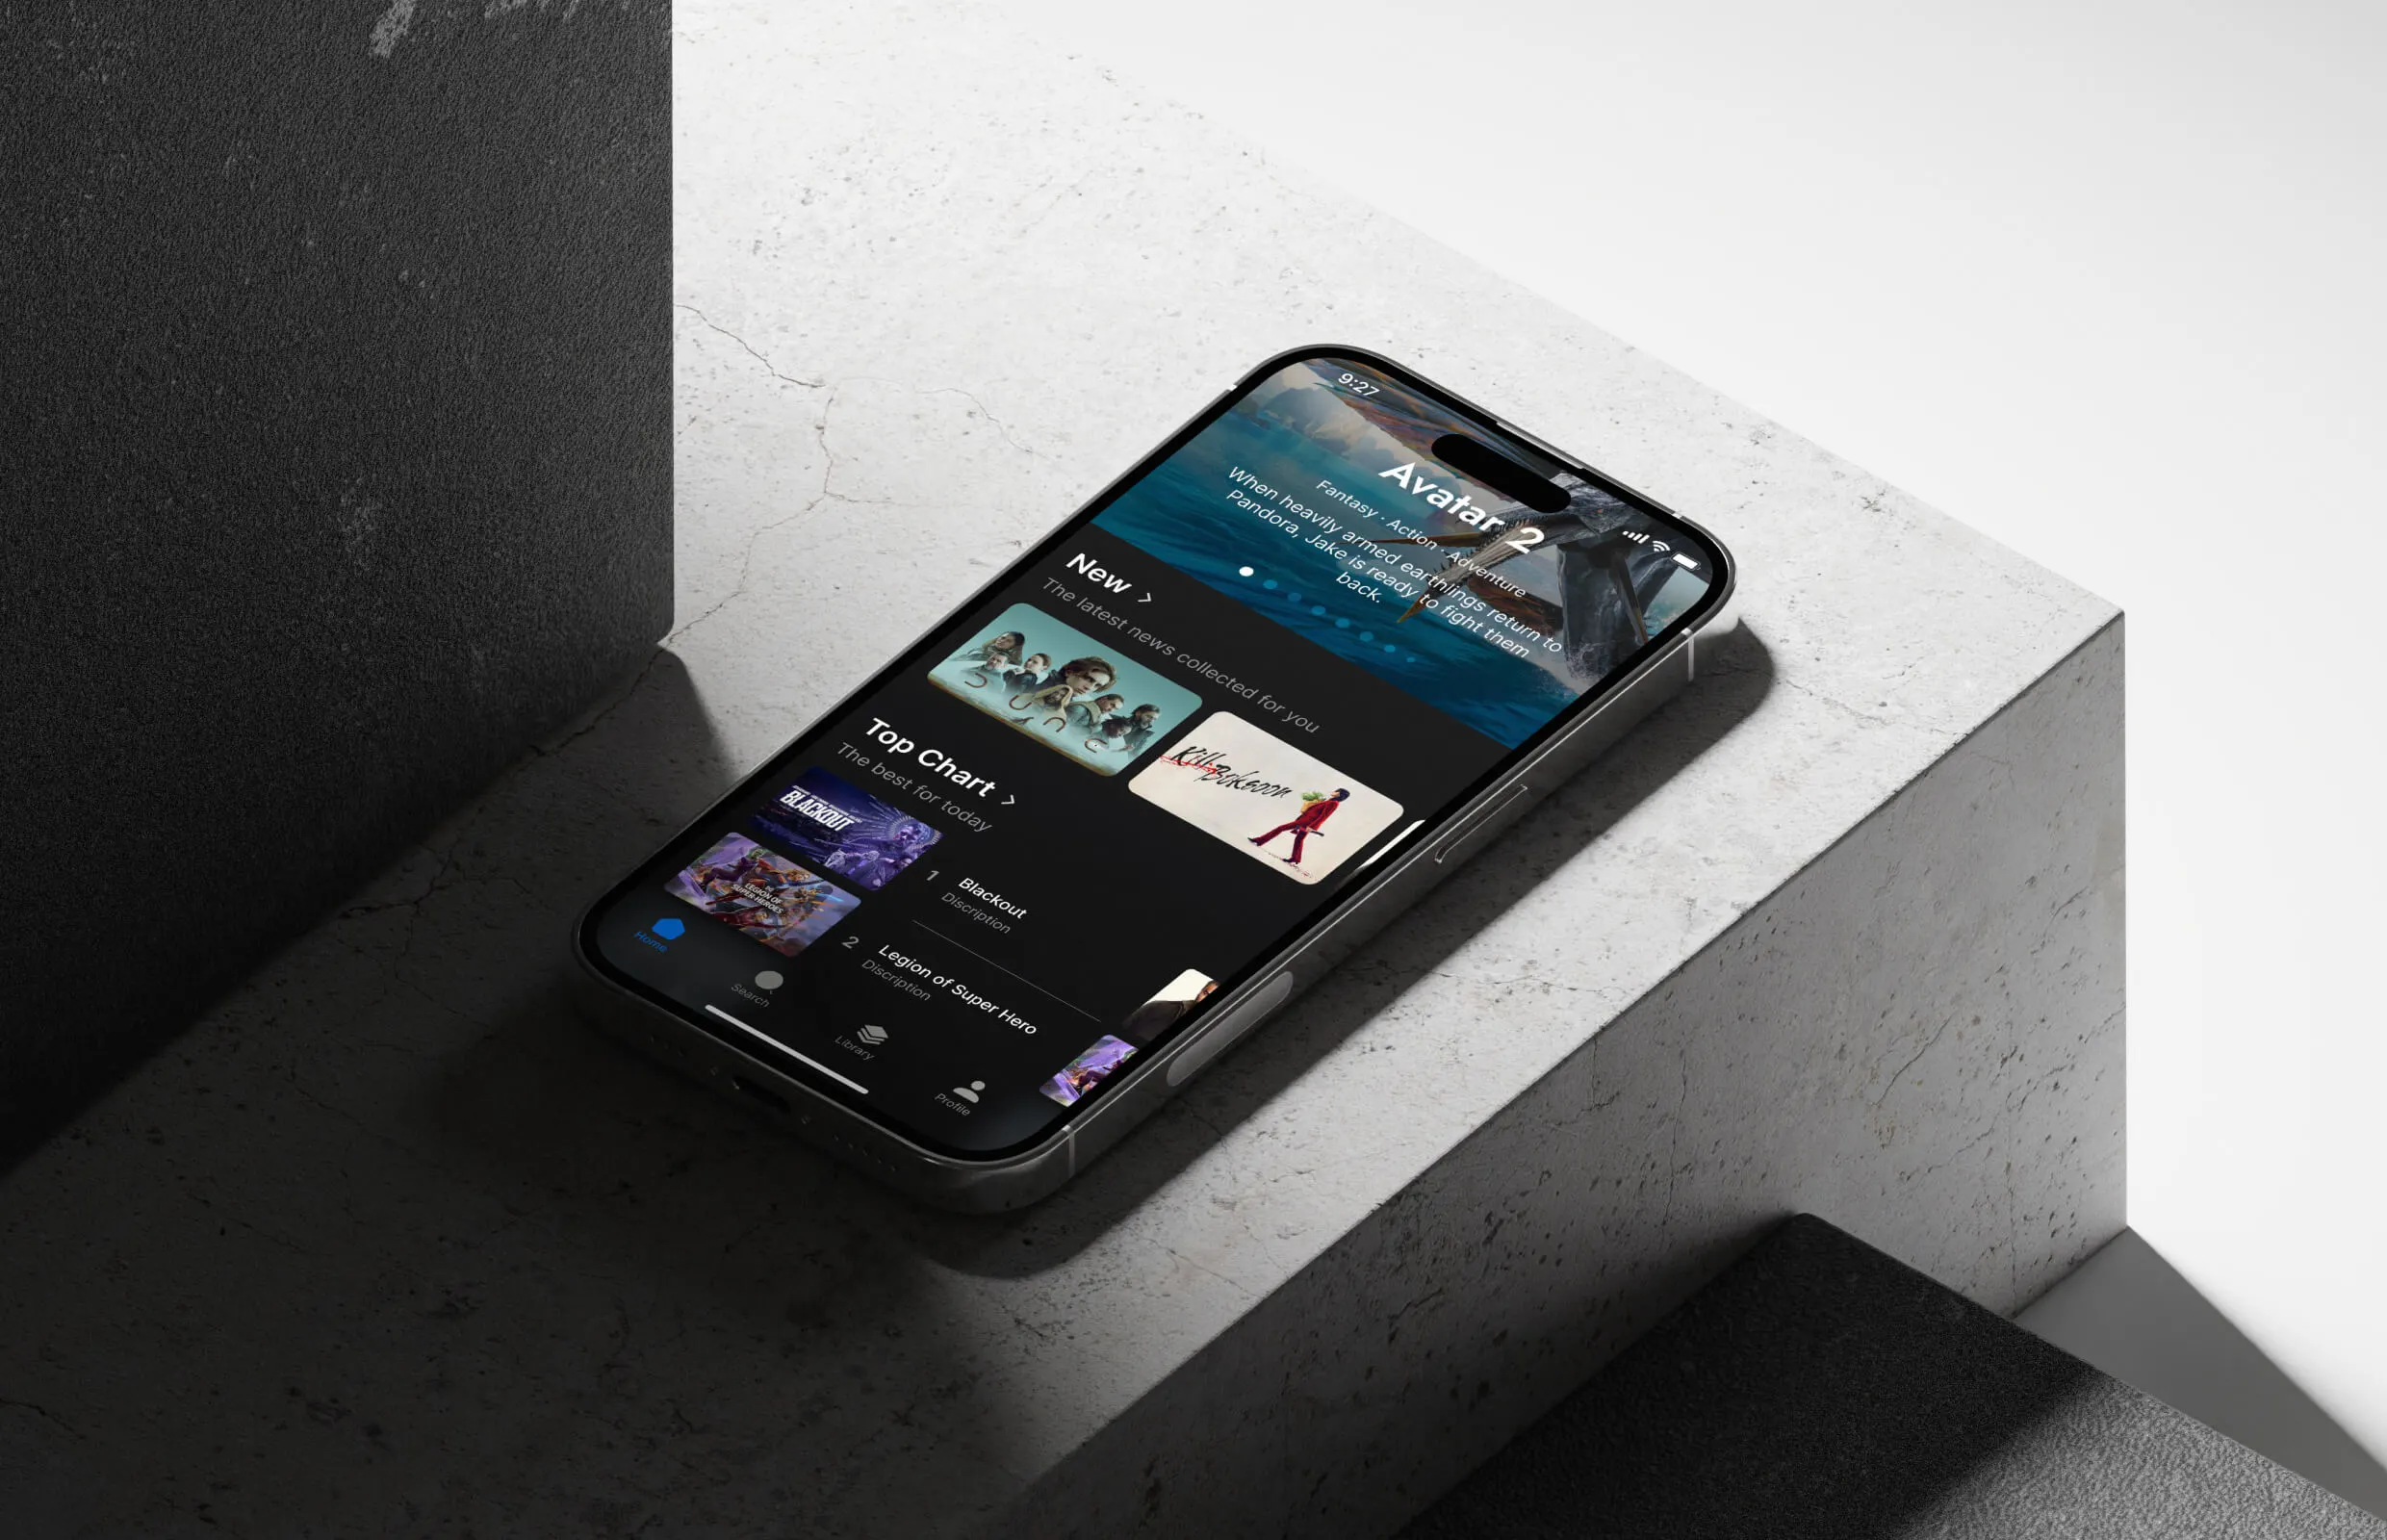 9:27
Avatar 2
Fantasy · Action · Adventure
When heavily armed earthlings return to
Pandora, Jake is ready to fight them
back.
New >
The latest news collected for you
DUNE
Kill Boksoon
Top Chart >
The best for today
BLACKOUT
1
Blackout
Discription
LEGION OF
SUPER-HEROES
2
Legion of Super Hero
Discription
Home
Search
Library
Profile